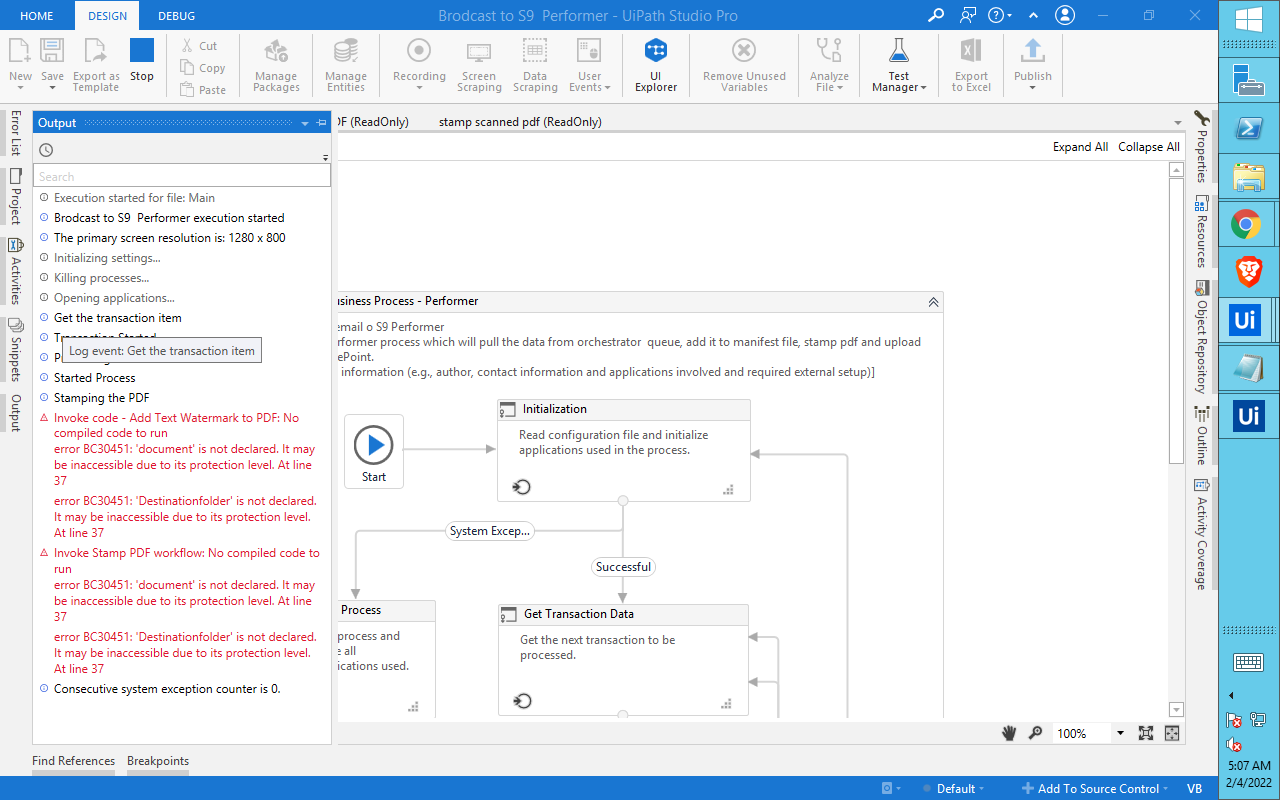 HOME DESIGN DEBUG Brodcast to S9  Performer - UiPath Studio Pro
New Save Export as Template Stop
Cut
Copy
Paste
Manage Packages
Manage Entities
Recording
Screen Scraping
Data Scraping
User Events
UI Explorer
Remove Unused Variables
Analyze File
Test Manager
Export to Excel
Publish
Error List
Project
Activities
Snippets
Output
Output
Search
Execution started for file: Main
Brodcast to S9  Performer execution started
The primary screen resolution is: 1280 x 800
Initializing settings...
Killing processes...
Opening applications...
Get the transaction item
Transaction Started
Log event: Get the transaction item
Started Process
Stamping the PDF
Invoke code - Add Text Watermark to PDF: No
compiled code to run
error BC30451: 'document' is not declared. It may
be inaccessible due to its protection level. At line
37
error BC30451: 'Destinationfolder' is not declared.
It may be inaccessible due to its protection level.
At line 37
Invoke Stamp PDF workflow: No compiled code to
run
error BC30451: 'document' is not declared. It may
be inaccessible due to its protection level. At line
37
error BC30451: 'Destinationfolder' is not declared.
It may be inaccessible due to its protection level.
At line 37
Consecutive system exception counter is 0.
DF (ReadOnly) stamp scanned pdf (ReadOnly)
Expand All Collapse All
usiness Process - Performer
email o S9 Performer
rformer process which will pull the data from orchestrator  queue, add it to manifest file, stamp pdf and upload
ePoint.
information (e.g., author, contact information and applications involved and required external setup)]
Start
Initialization
Read configuration file and initialize
applications used in the process.
System Excep...
Successful
Process
process and
e all
ications used.
Get Transaction Data
Get the next transaction to be
processed.
100%
Properties
Resources
Object Repository
Outline
Activity Coverage
Find References Breakpoints
Default Add To Source Control VB
Ui
Ui
5:07 AM
2/4/2022